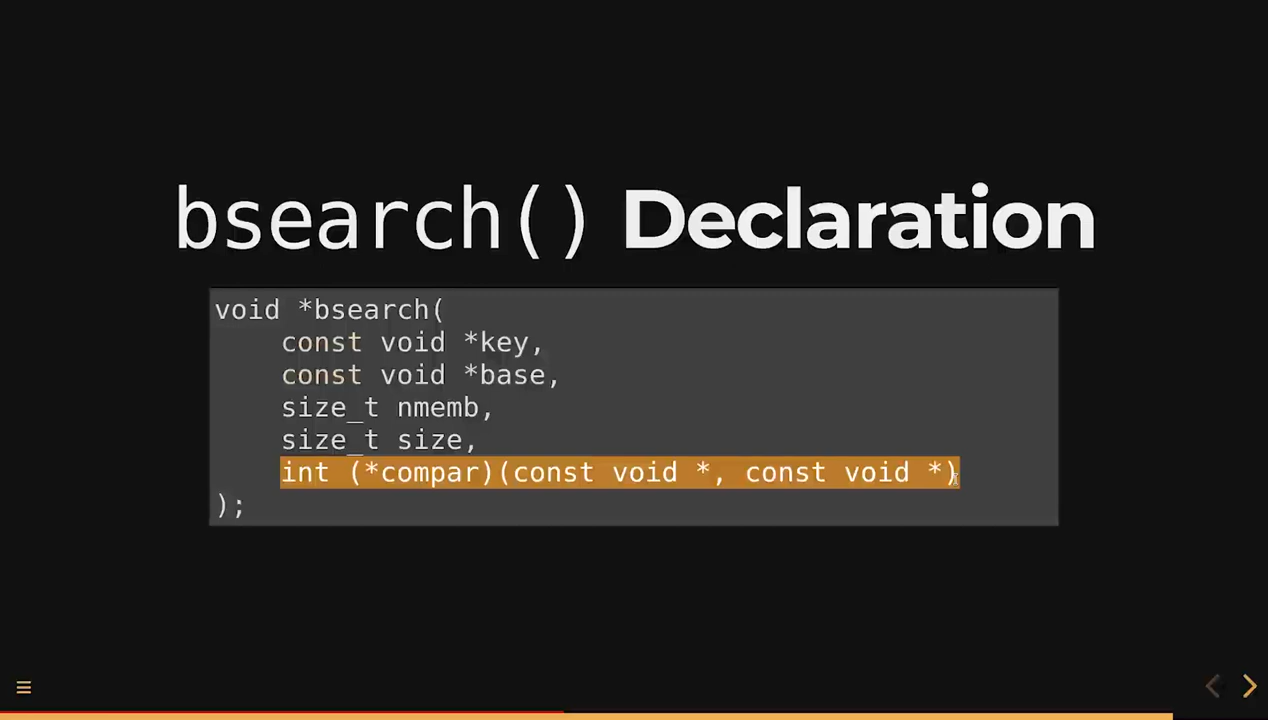 bsearch() Declaration
void *bsearch(
    const void *key,
    const void *base,
    size_t nmemb,
    size_t size,
    int (*compar)(const void *, const void *)
);